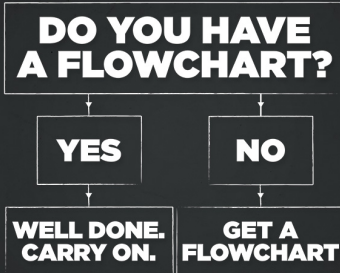 DO YOU HAVE
A FLOWCHART?
YES
NO
WELL DONE.
CARRY ON.
GET A
FLOWCHART